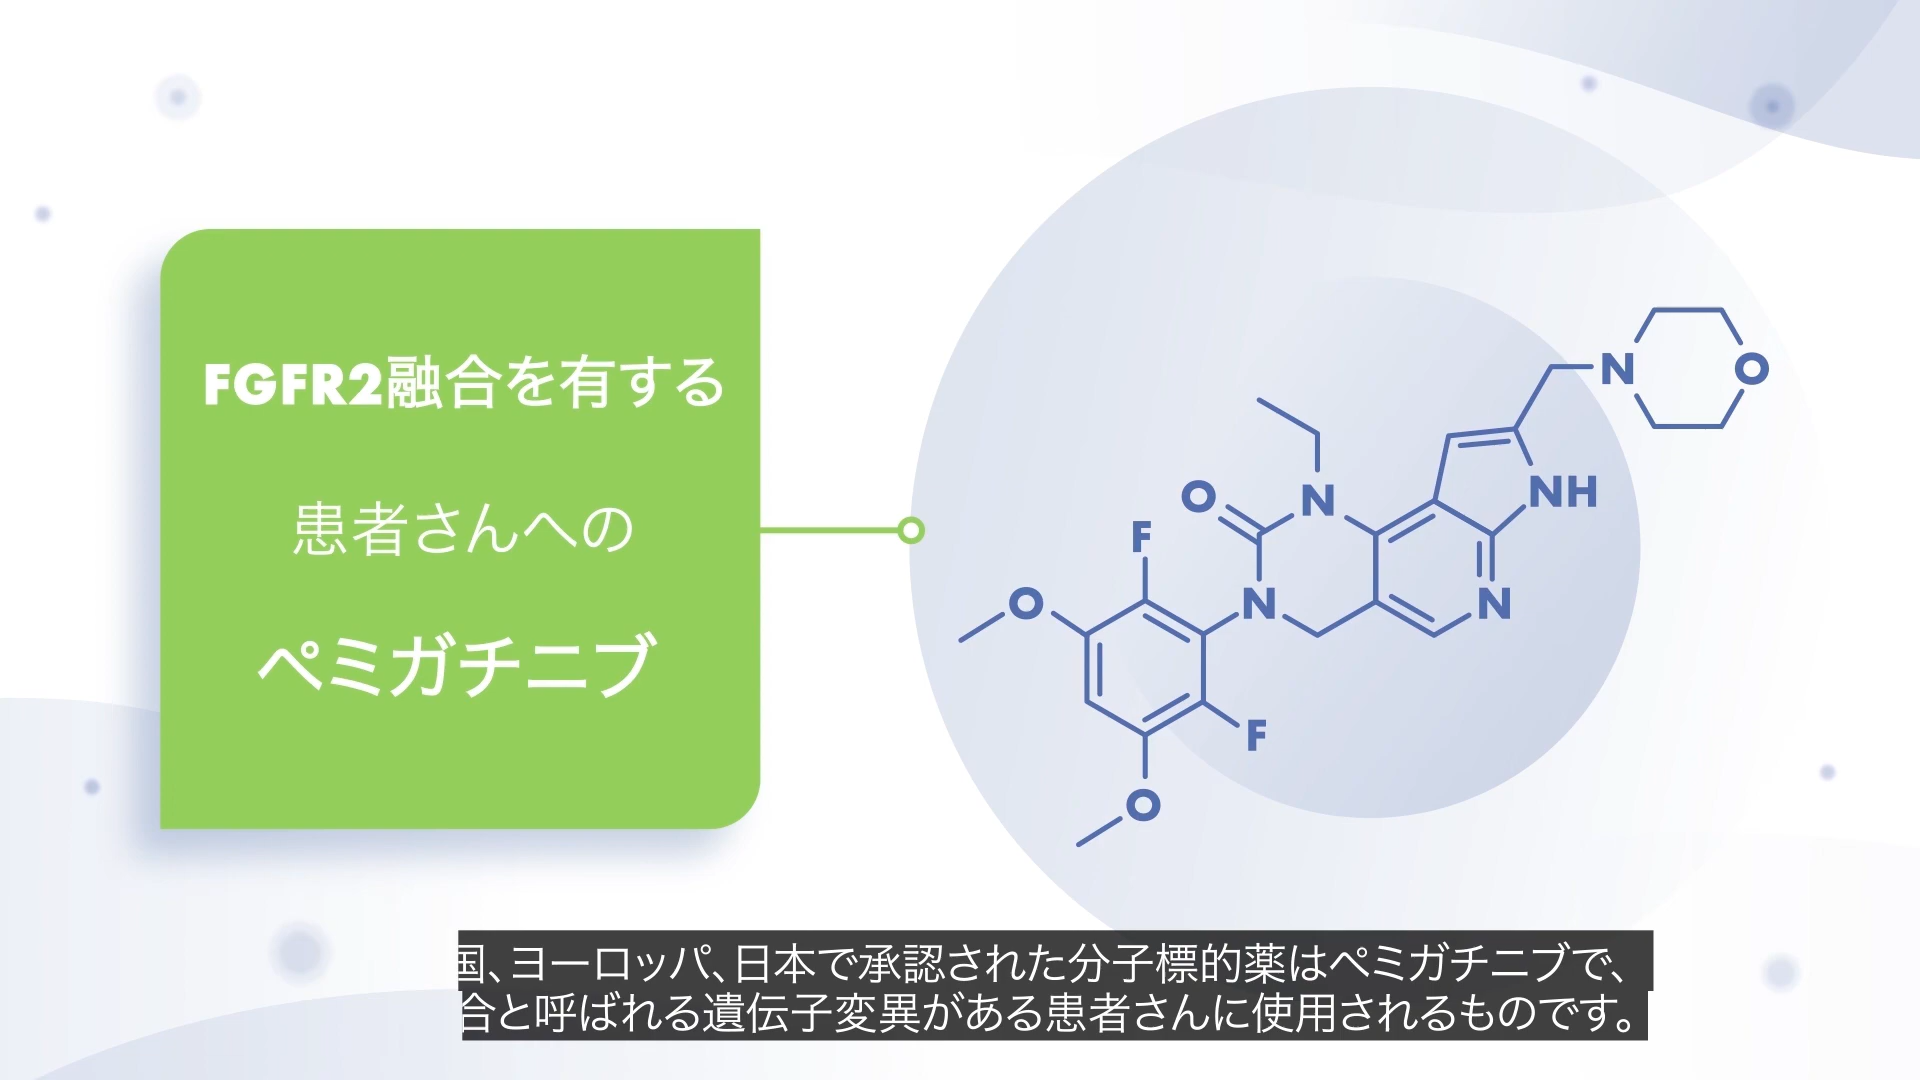 FGFR2融合を有する
患者さんへの
ペミガチニブ
N
O
N
NH
O
F
N
N
O
F
O
国、ヨーロッパ、日本で承認された分子標的薬はペミガチニブで、
合と呼ばれる遺伝子変異がある患者さんに使用されるものです。